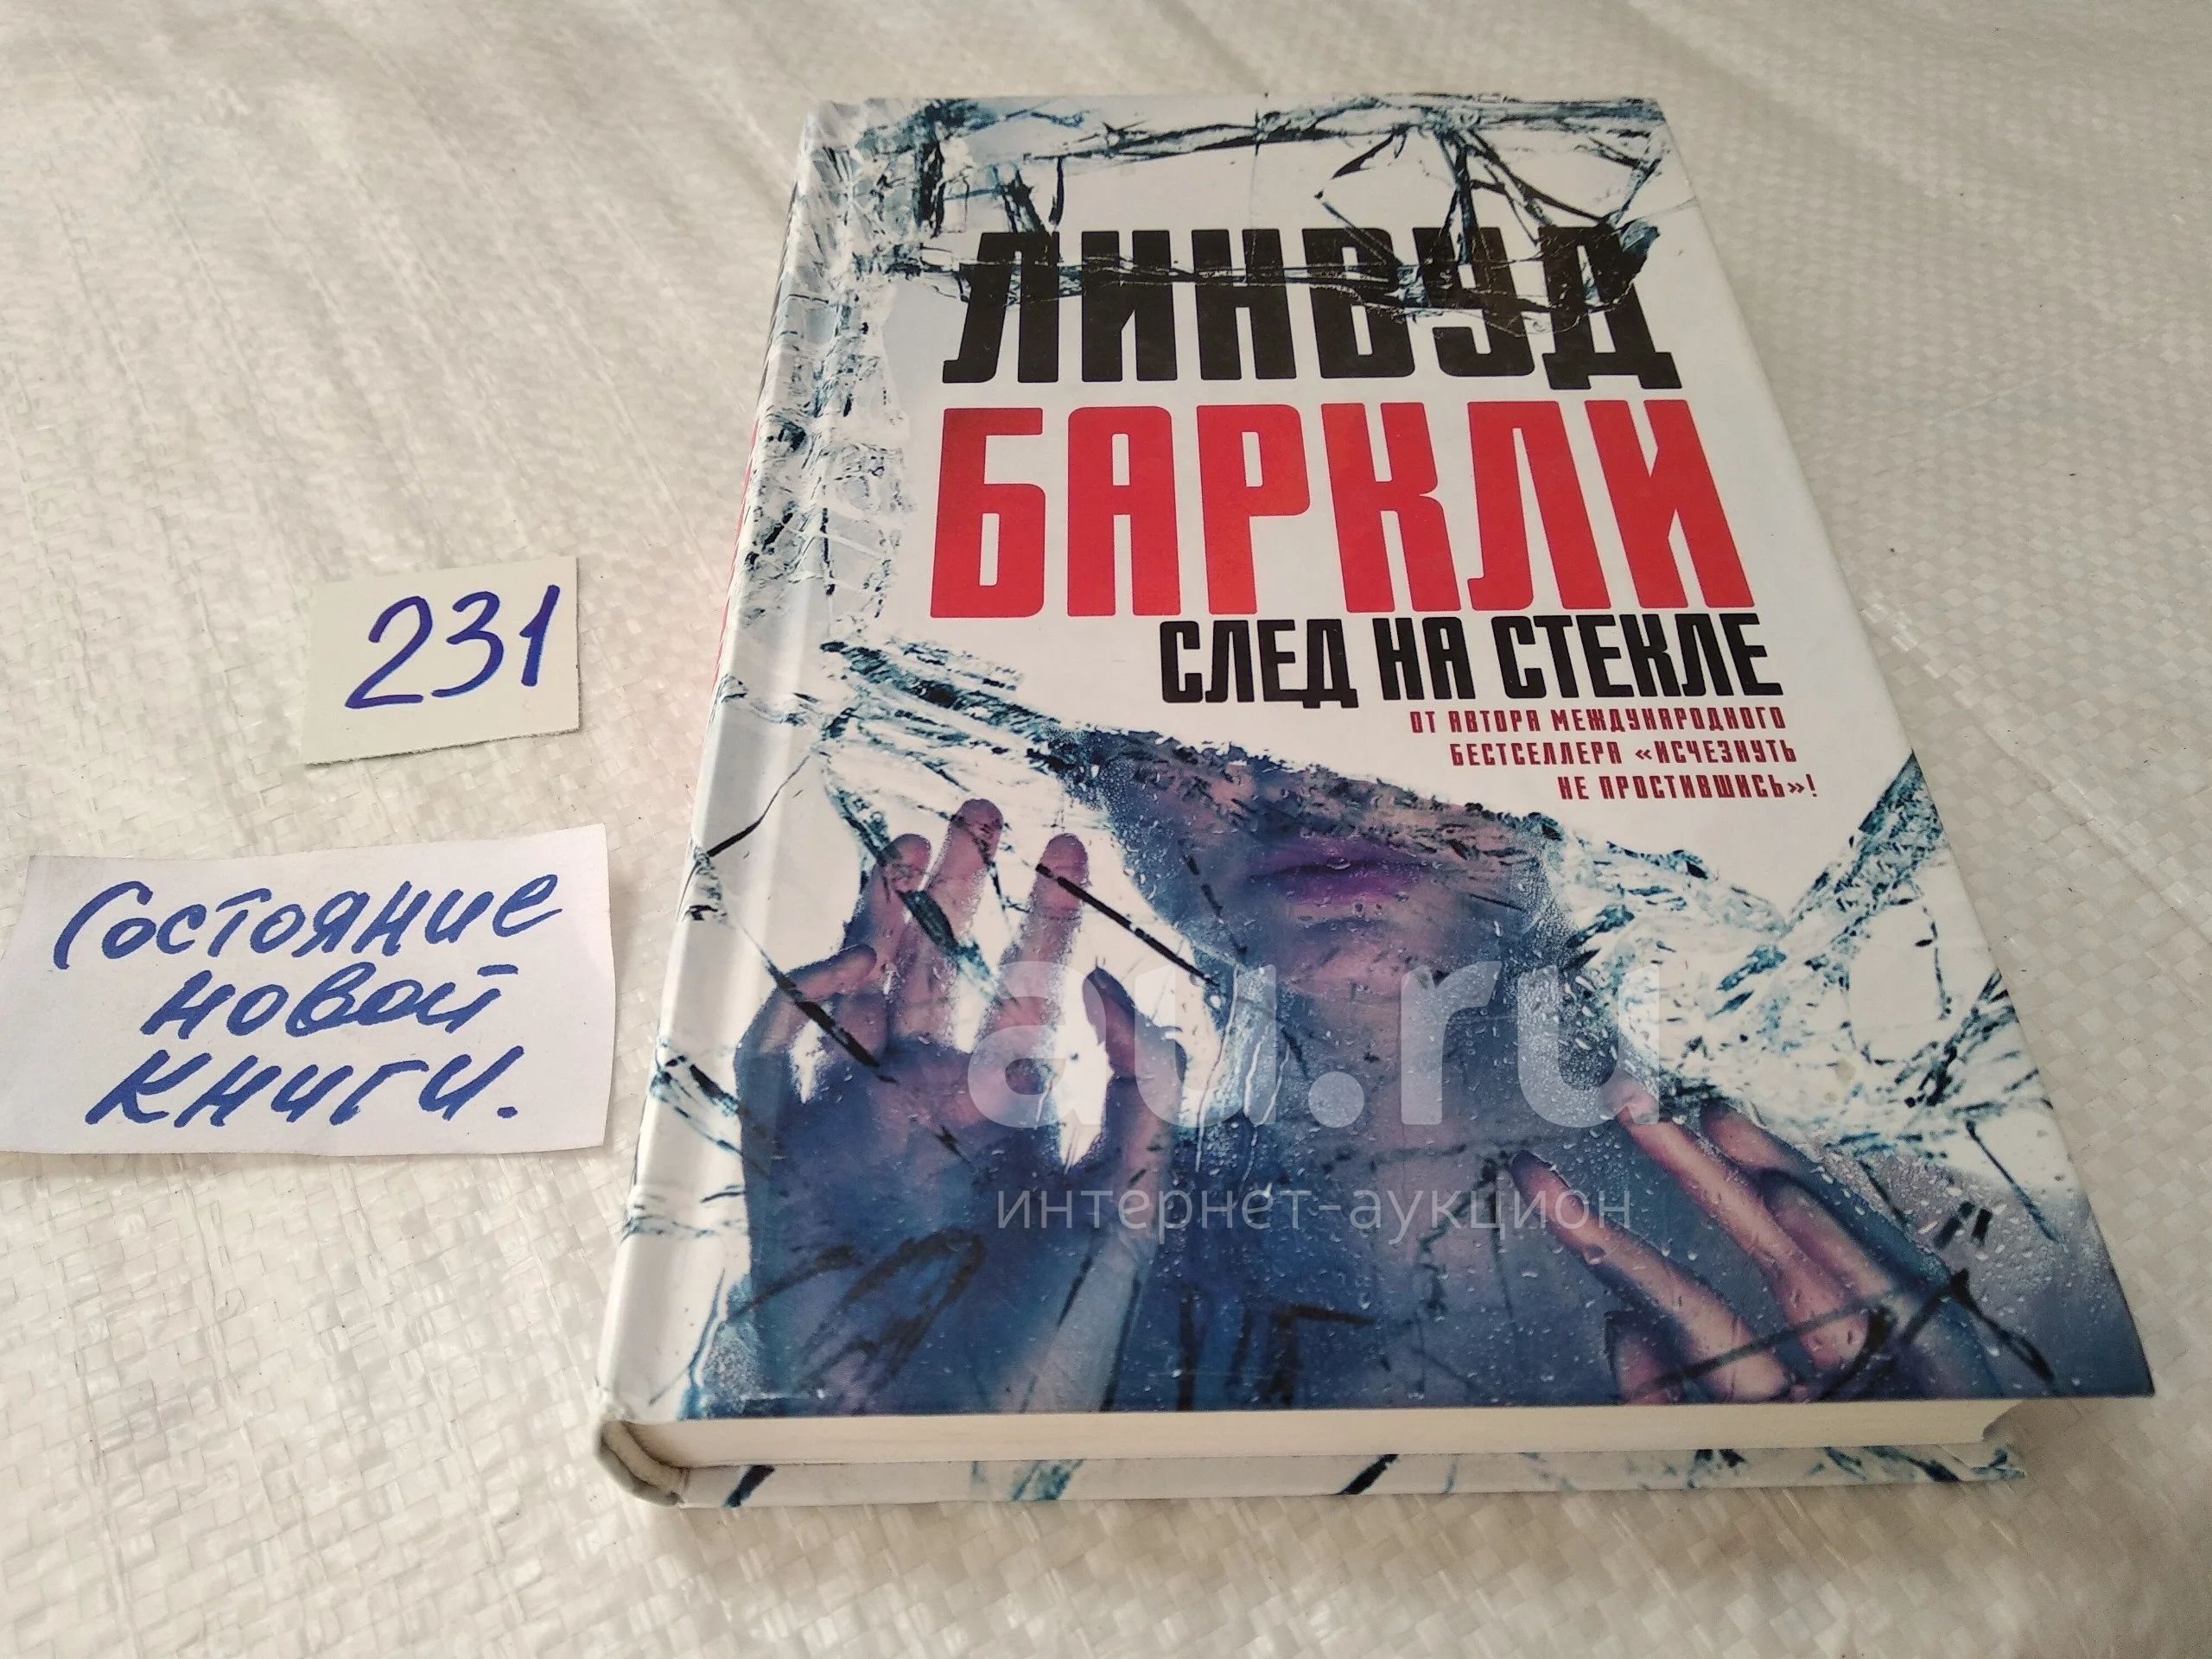 ЛИНВУД
БАРКЛИ
СЛЕД НА СТЕКЛЕ
ОТ АВТОРА МЕЖДУНАРОДНОГО
БЕСТСЕЛЛЕРА «ИСЧЕЗНУТЬ
НЕ ПРОСТИВШИСЬ»!
231
Состояние
новой
книги.
au.ru
интернет-аукцион